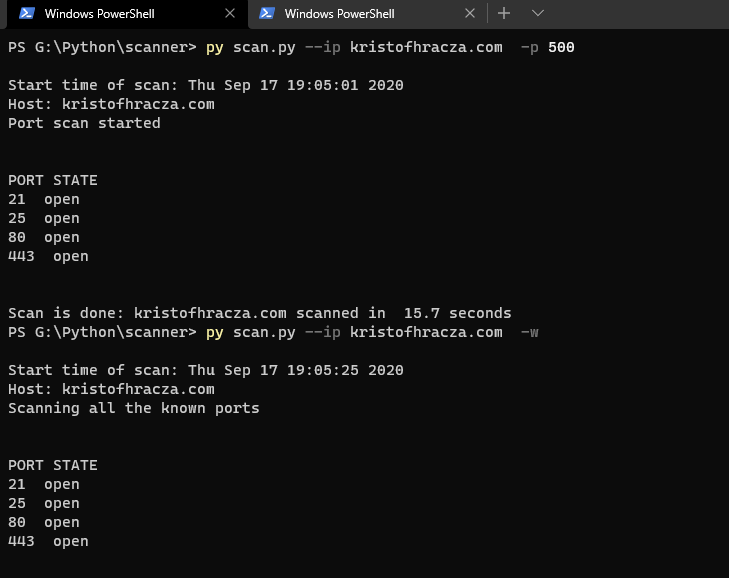 Windows PowerShell
Windows PowerShell
PS G:\Python\scanner> py scan.py --ip kristofhracza.com  -p 500
Start time of scan: Thu Sep 17 19:05:01 2020
Host: kristofhracza.com
Port scan started
PORT STATE
21  open
25  open
80  open
443  open
Scan is done: kristofhracza.com scanned in  15.7 seconds
PS G:\Python\scanner> py scan.py --ip kristofhracza.com  -w
Start time of scan: Thu Sep 17 19:05:25 2020
Host: kristofhracza.com
Scanning all the known ports
PORT STATE
21  open
25  open
80  open
443  open